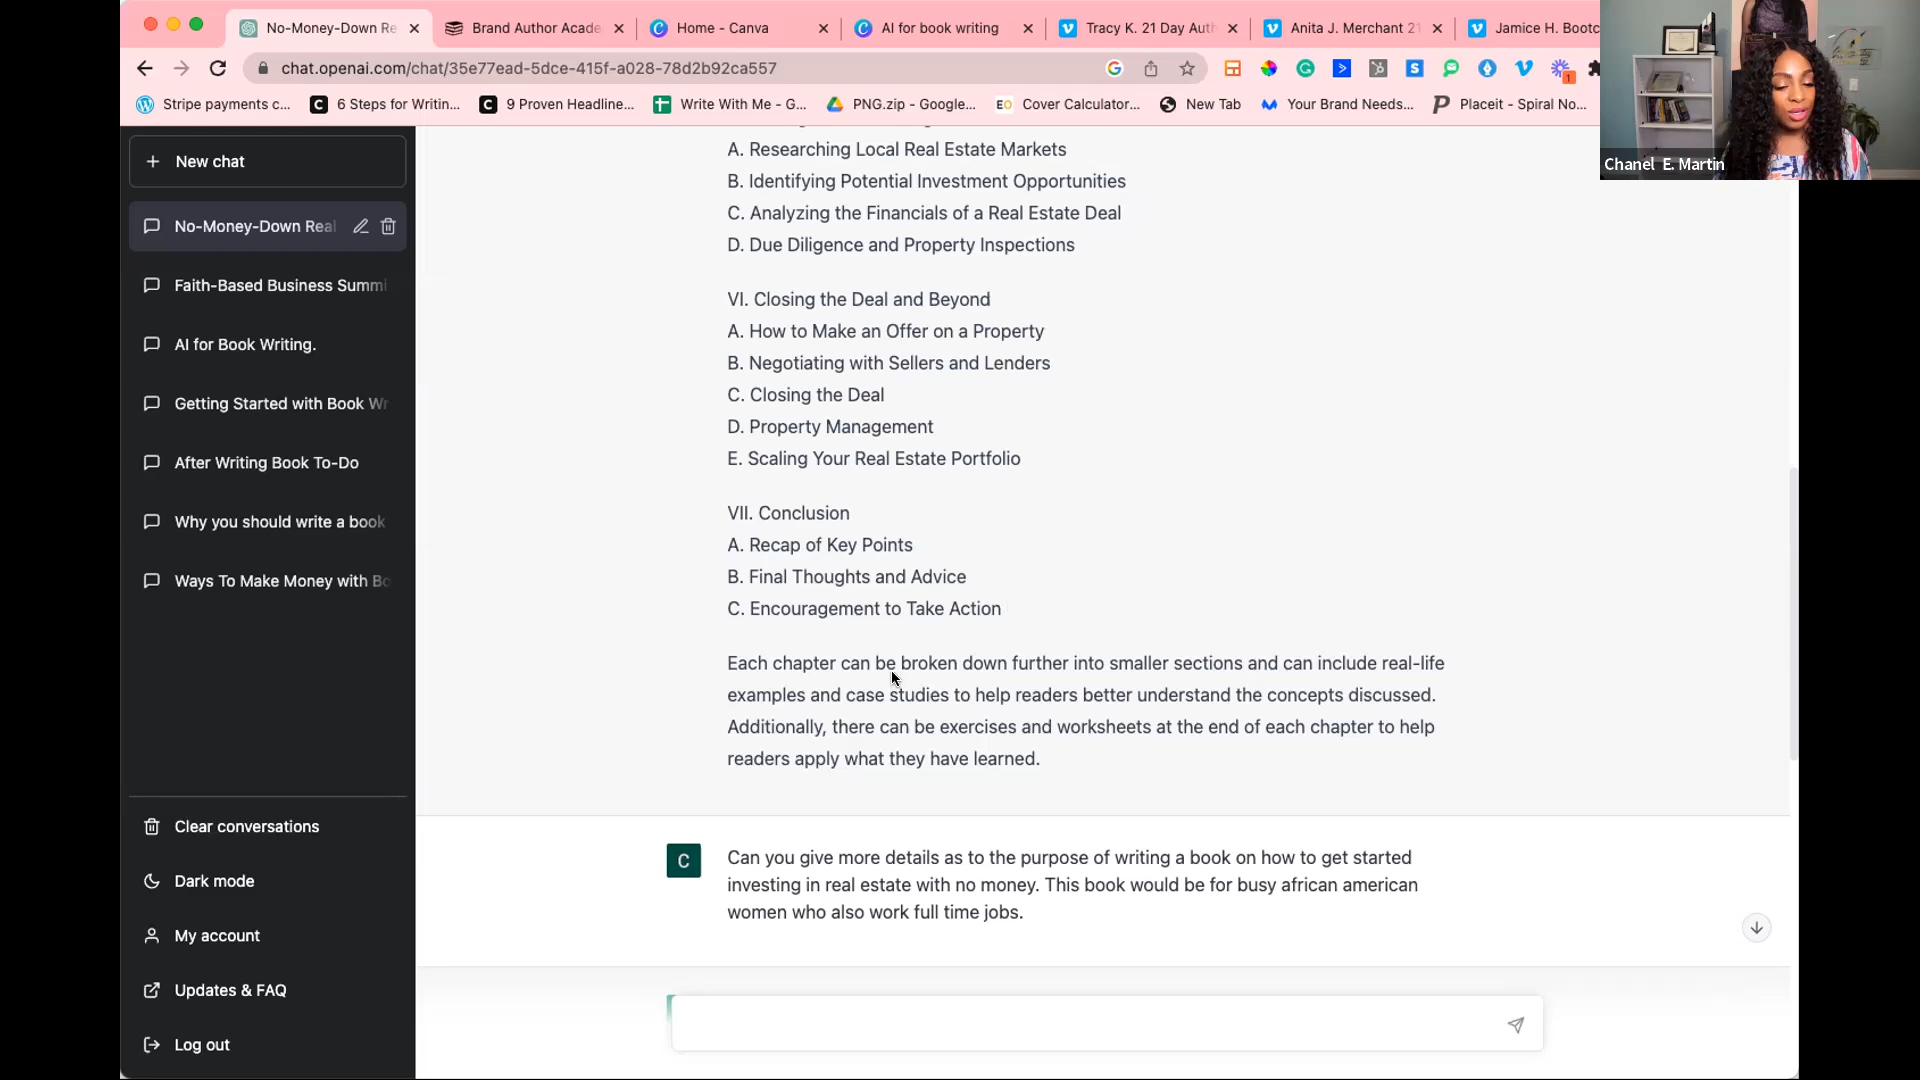 No-Money-Down Re
Brand Author Acade
Home - Canva
AI for book writing
Tracy K. 21 Day Auth
Anita J. Merchant 21
Jamice H. Bootc
chat.openai.com/chat/35e77ead-5dce-415f-a028-78d2b92ca557
1
Stripe payments c...
6 Steps for Writin...
9 Proven Headline...
Write With Me - G...
PNG.zip - Google...
EO Cover Calculator...
New Tab
Your Brand Needs...
Placeit - Spiral No...
Chanel E. Martin
New chat
No-Money-Down Real
Faith-Based Business Summi
AI for Book Writing.
Getting Started with Book Wr
After Writing Book To-Do
Why you should write a book
Ways To Make Money with Bo
Clear conversations
Dark mode
My account
Updates & FAQ
Log out
A. Researching Local Real Estate Markets
B. Identifying Potential Investment Opportunities
C. Analyzing the Financials of a Real Estate Deal
D. Due Diligence and Property Inspections
VI. Closing the Deal and Beyond
A. How to Make an Offer on a Property
B. Negotiating with Sellers and Lenders
C. Closing the Deal
D. Property Management
E. Scaling Your Real Estate Portfolio
VII. Conclusion
A. Recap of Key Points
B. Final Thoughts and Advice
C. Encouragement to Take Action
Each chapter can be broken down further into smaller sections and can include real-life
examples and case studies to help readers better understand the concepts discussed.
Additionally, there can be exercises and worksheets at the end of each chapter to help
readers apply what they have learned.
C
Can you give more details as to the purpose of writing a book on how to get started
investing in real estate with no money. This book would be for busy african american
women who also work full time jobs.